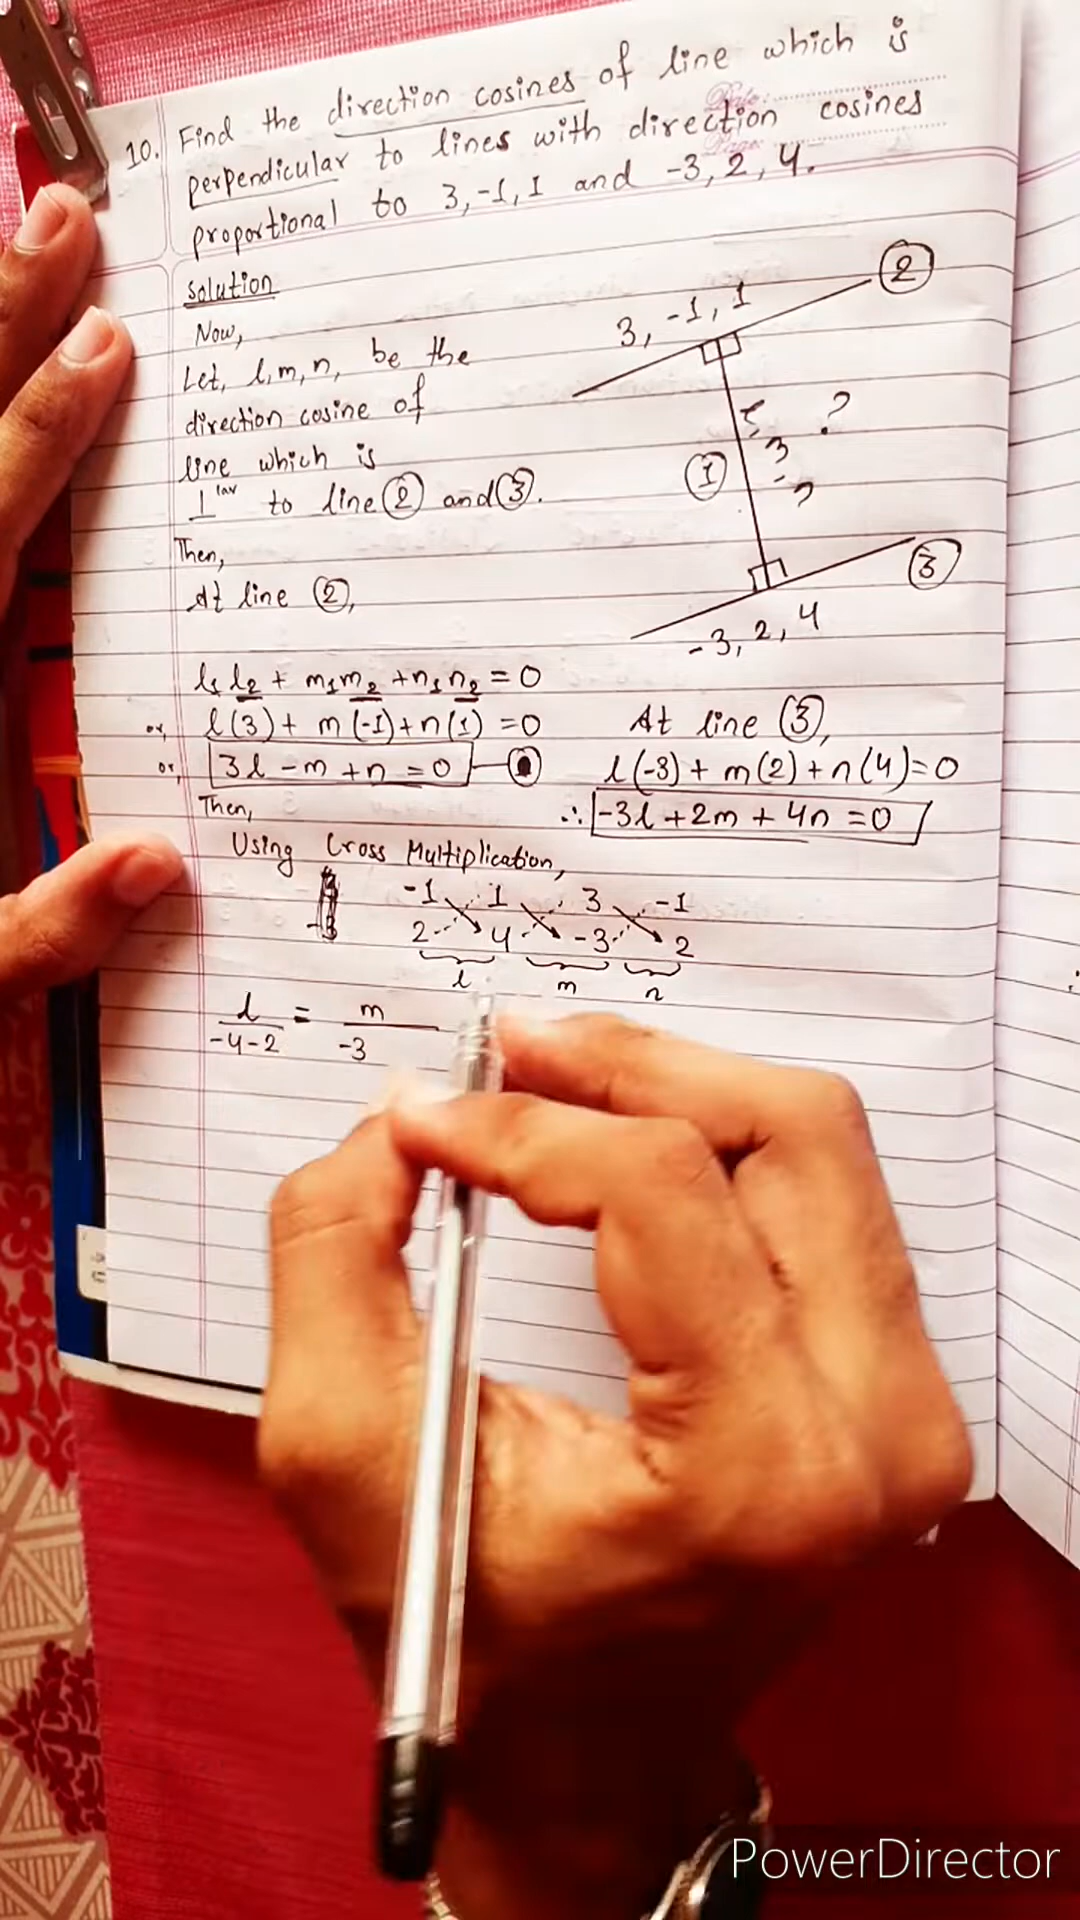 10. Find the direction cosines of line which is
perpendicular to lines with direction cosines
proportional to 3, -1, 1 and -3, 2, 4.
Solution
Now,
Let, l, m, n, be the
direction cosine of
line which is
⊥lar to line ② and ③.
Then,
At line ②,
②
3, -1, 1
?
①
③
-3, 2, 4
l₁l₂ + m₁m₂ + n₁n₂ = 0
or, l(3) + m(-1) + n(1) = 0
or, 3l - m + n = 0
At line ③,
l(-3) + m(2) + n(4) = 0
∴ -3l + 2m + 4n = 0
Then,
Using Cross Multiplication,
-1 1 3 -1
2 4 -3 2
l m n
l/-4-2 = m/-3
PowerDirector